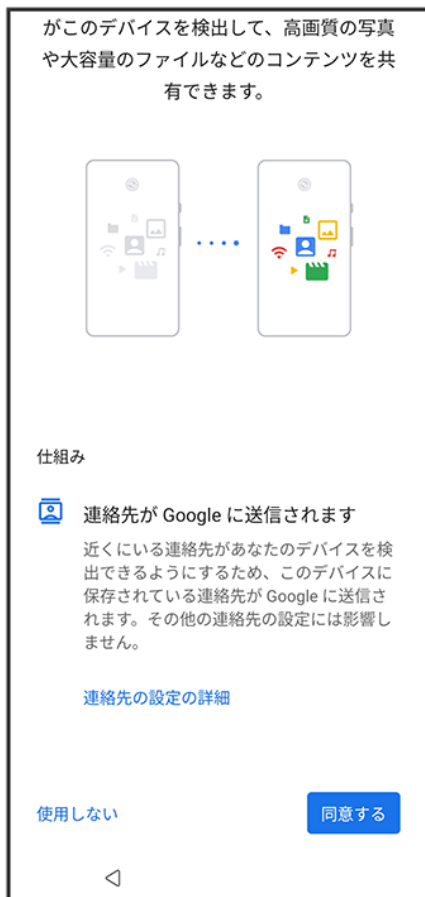 がこのデバイスを検出して、高画質の写真
や大容量のファイルなどのコンテンツを共
有できます。
仕組み
連絡先が Google に送信されます
近くにいる連絡先があなたのデバイスを検
出できるようにするため、このデバイスに
保存されている連絡先が Google に送信さ
れます。その他の連絡先の設定には影響し
ません。
連絡先の設定の詳細
使用しない
同意する